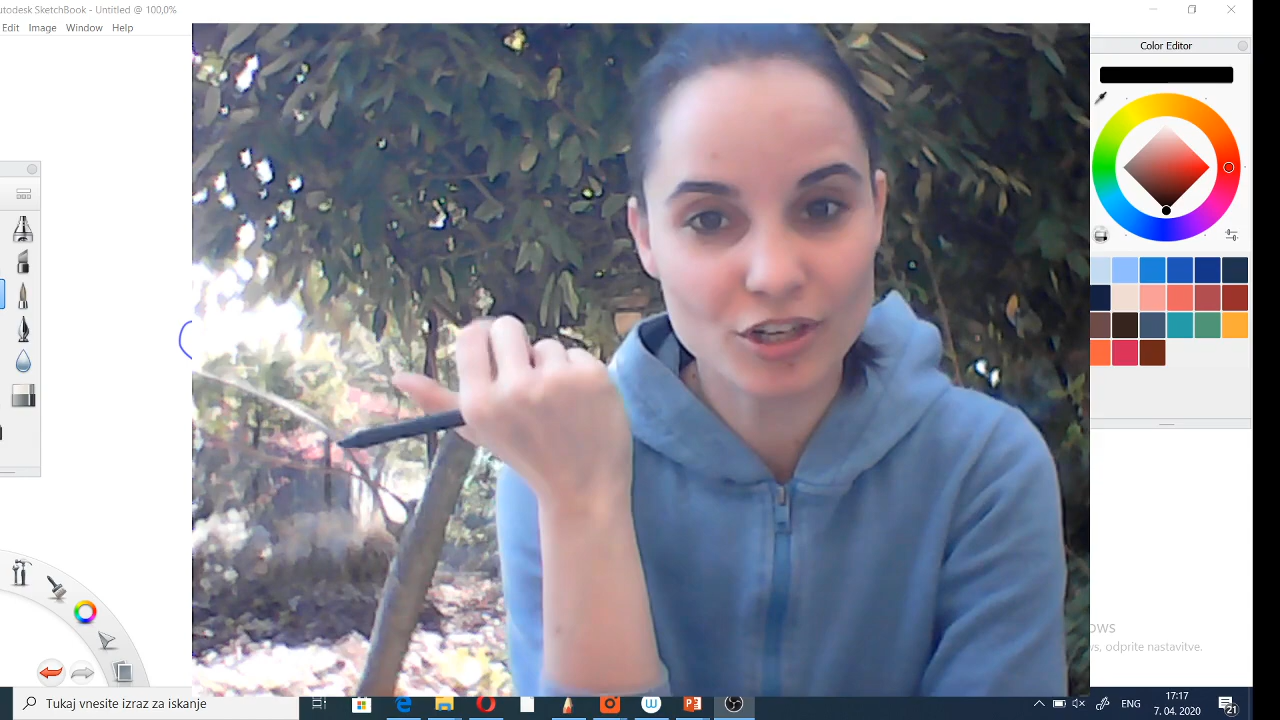 utodesk SketchBook - Untitled @ 100,0%
Edit Image Window Help
Color Editor
OWS
vs, odprite nastavitve.
Tukaj vnesite izraz za iskanje
ENG
17:17
7. 04. 2020
21